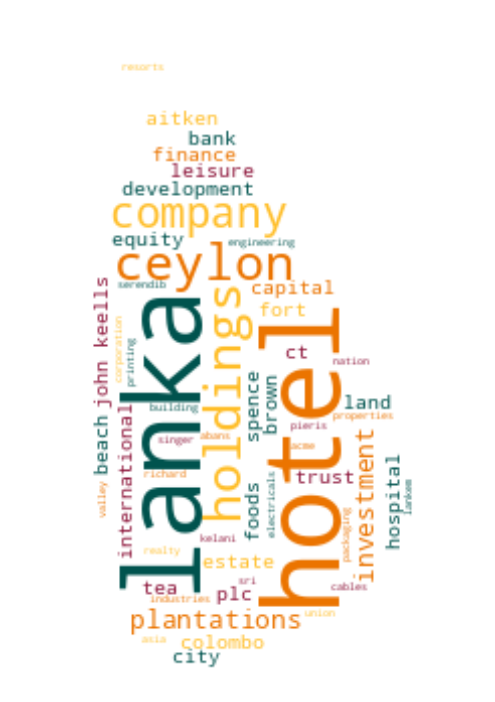 resorts
aitken
bank
finance
leisure
development
company
equity
engineering
ceylon
serendib
capital
john keells
lanka
holdings
fort
hotel
corporation
printing
ct
nation
spence
brown
land
building
properties
beach
international
pieris
singer
abans
acme
investment
hospital
richard
trust
valley
foods
electricals
lankem
packaging
kelani
realty
estate
sri
tea
plc
cables
industries
plantations
union
asia
colombo
city